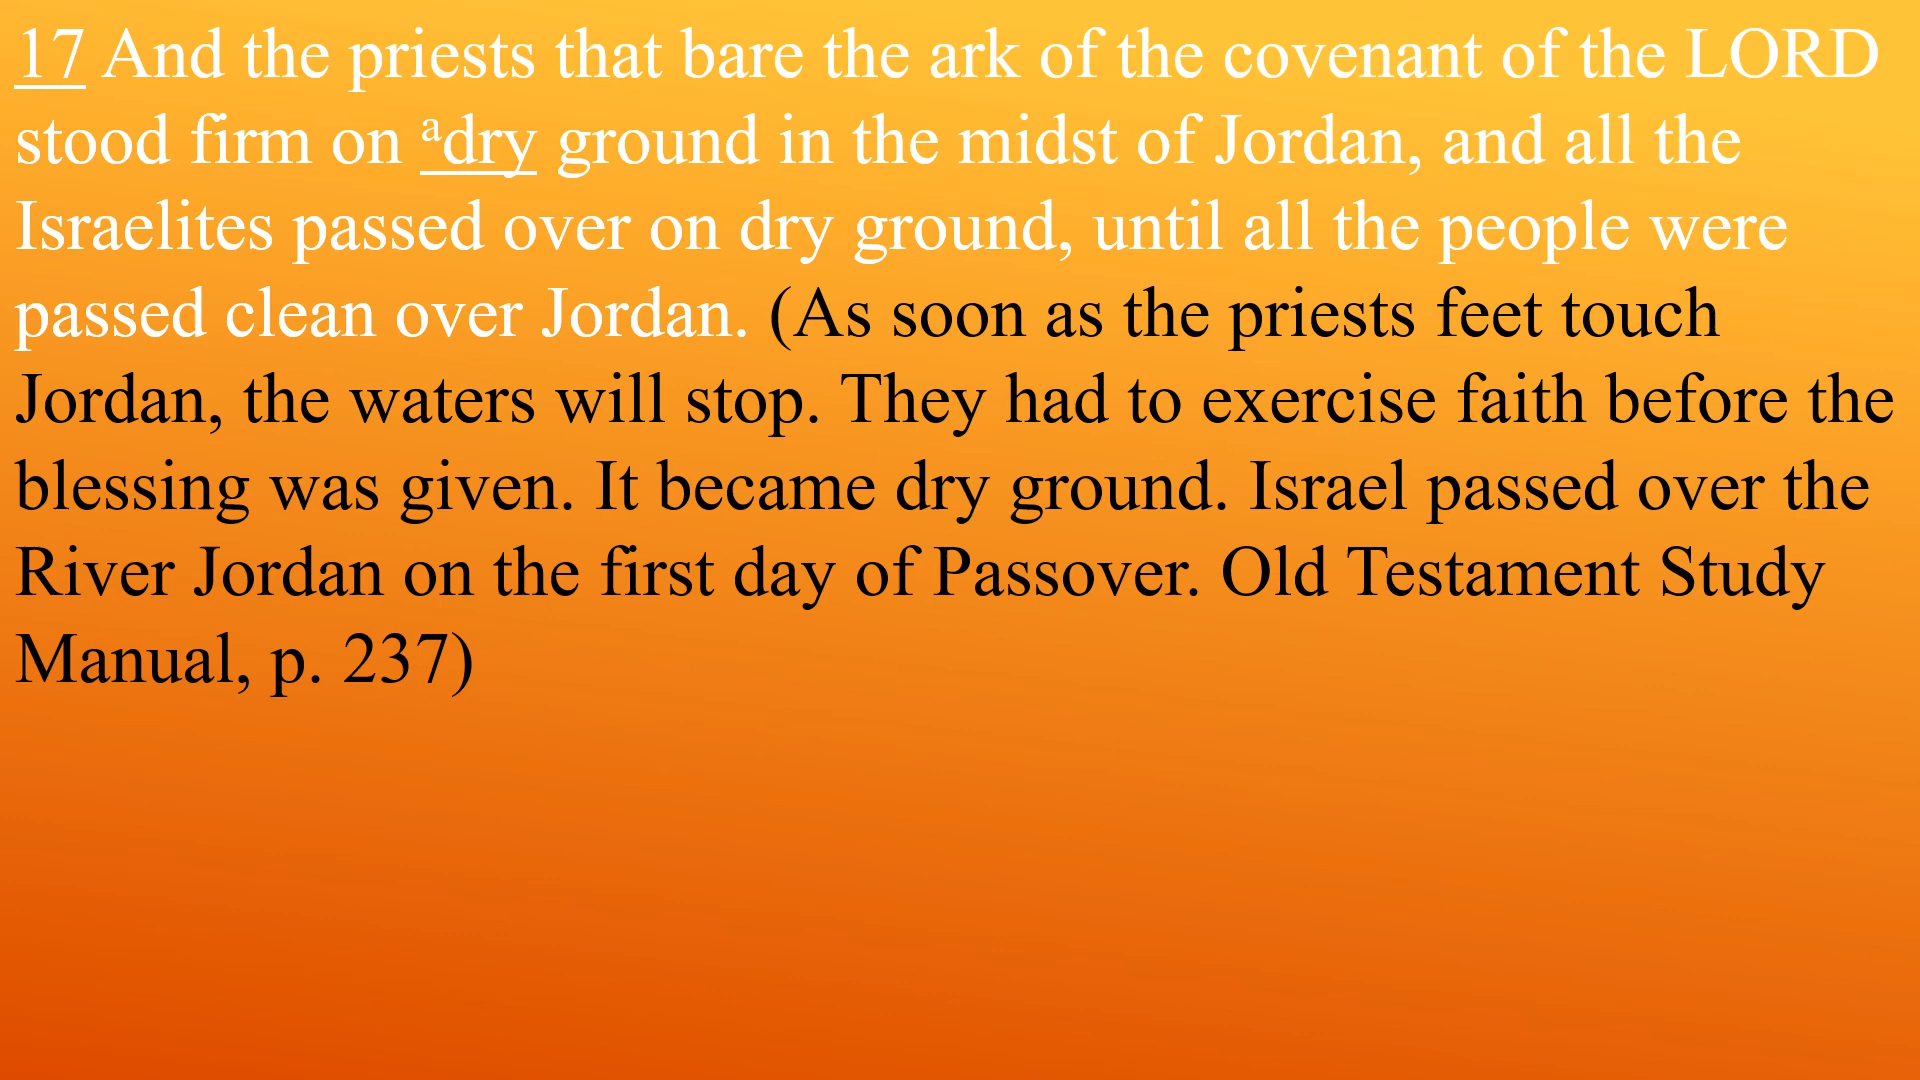 17 And the priests that bare the ark of the covenant of the LORD
stood firm on ᵃdry ground in the midst of Jordan, and all the
Israelites passed over on dry ground, until all the people were
passed clean over Jordan. (As soon as the priests feet touch
Jordan, the waters will stop. They had to exercise faith before the
blessing was given. It became dry ground. Israel passed over the
River Jordan on the first day of Passover. Old Testament Study
Manual, p. 237)